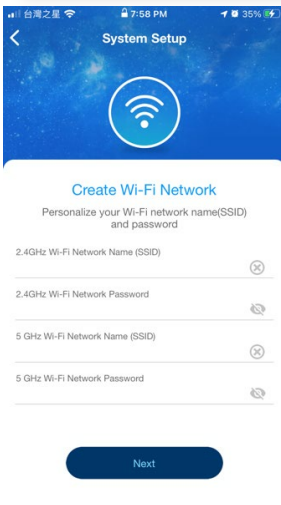 台灣之星 7:58 PM 35%
System Setup
Create Wi-Fi Network
Personalize your Wi-Fi network name(SSID)
and password
2.4GHz Wi-Fi Network Name (SSID)
2.4GHz Wi-Fi Network Password
5 GHz Wi-Fi Network Name (SSID)
5 GHz Wi-Fi Network Password
Next